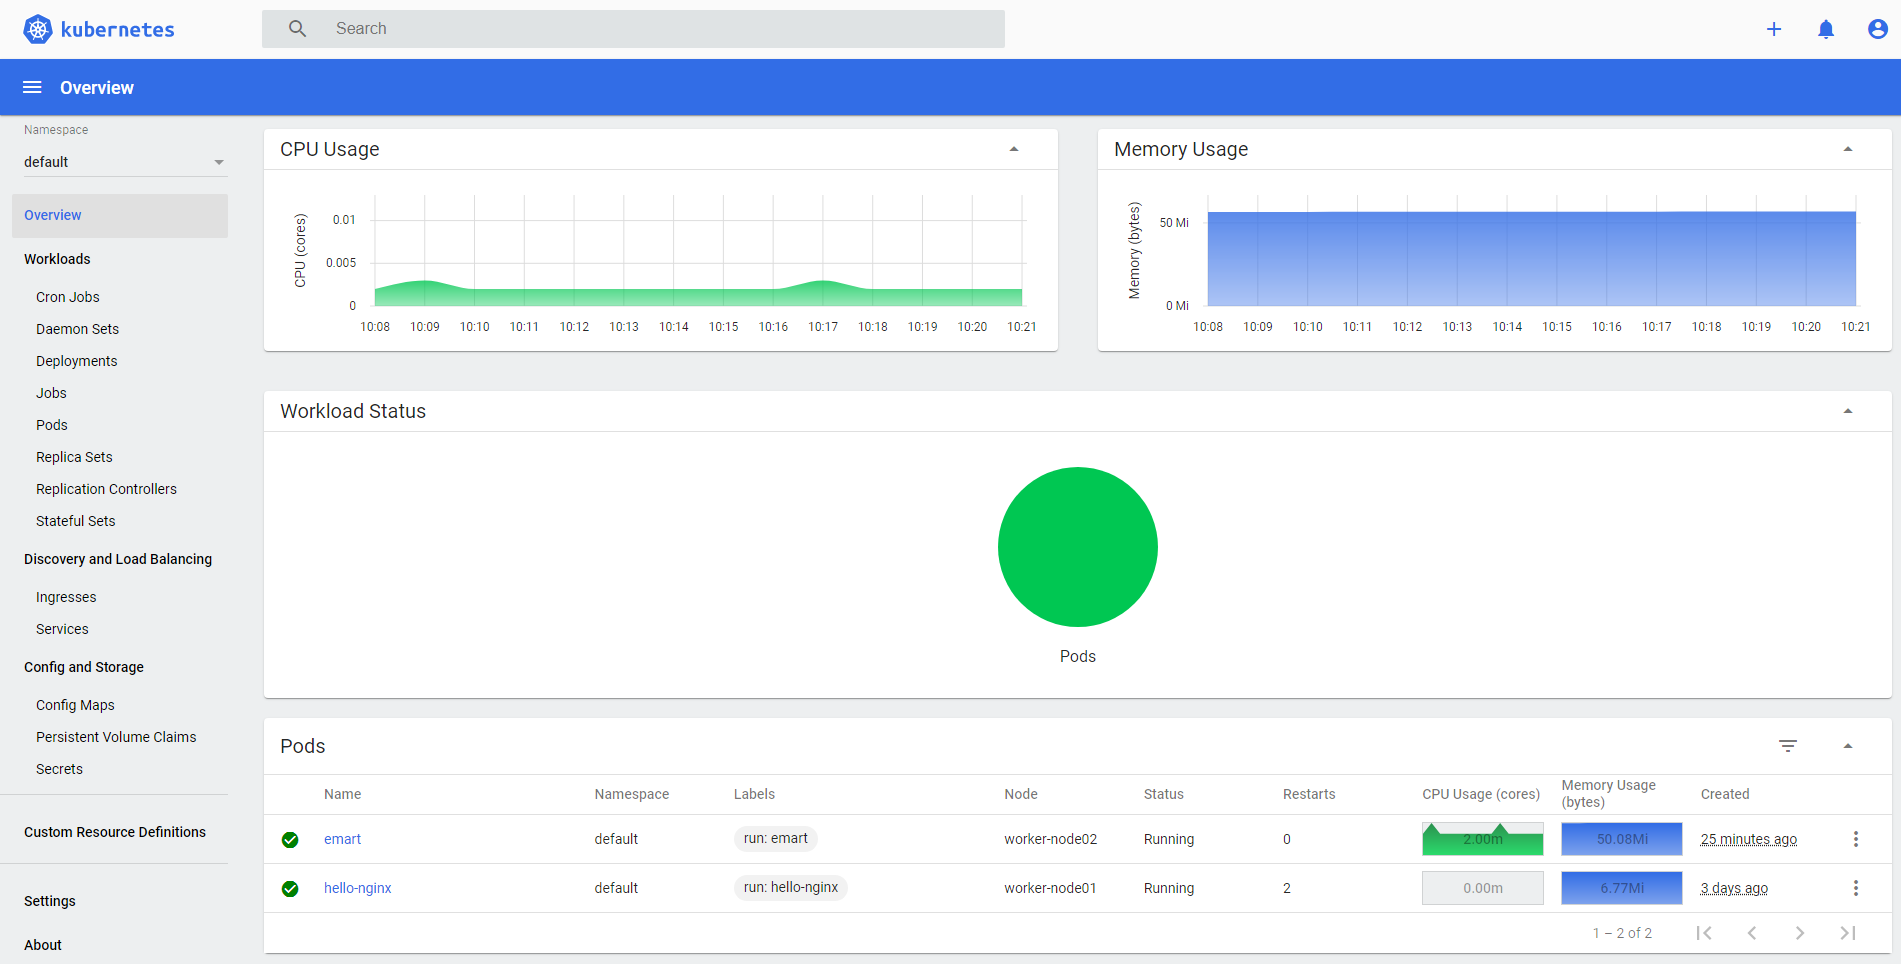 kubernetes
Search
Overview
Namespace
default
Overview
Workloads
Cron Jobs
Daemon Sets
Deployments
Jobs
Pods
Replica Sets
Replication Controllers
Stateful Sets
Discovery and Load Balancing
Ingresses
Services
Config and Storage
Config Maps
Persistent Volume Claims
Secrets
Custom Resource Definitions
Settings
About
CPU Usage
CPU (cores)
0.01
0.005
0
10:08 10:09 10:10 10:11 10:12 10:13 10:14 10:15 10:16 10:17 10:18 10:19 10:20 10:21
Memory Usage
Memory (bytes)
50 Mi
0 Mi
10:08 10:09 10:10 10:11 10:12 10:13 10:14 10:15 10:16 10:17 10:18 10:19 10:20 10:21
Workload Status
Pods
Pods
Name Namespace Labels Node Status Restarts CPU Usage (cores) Memory Usage (bytes) Created
emart default run: emart worker-node02 Running 0 2.00m 50.08Mi 25 minutes ago
hello-nginx default run: hello-nginx worker-node01 Running 2 0.00m 6.77Mi 3 days ago
1 – 2 of 2